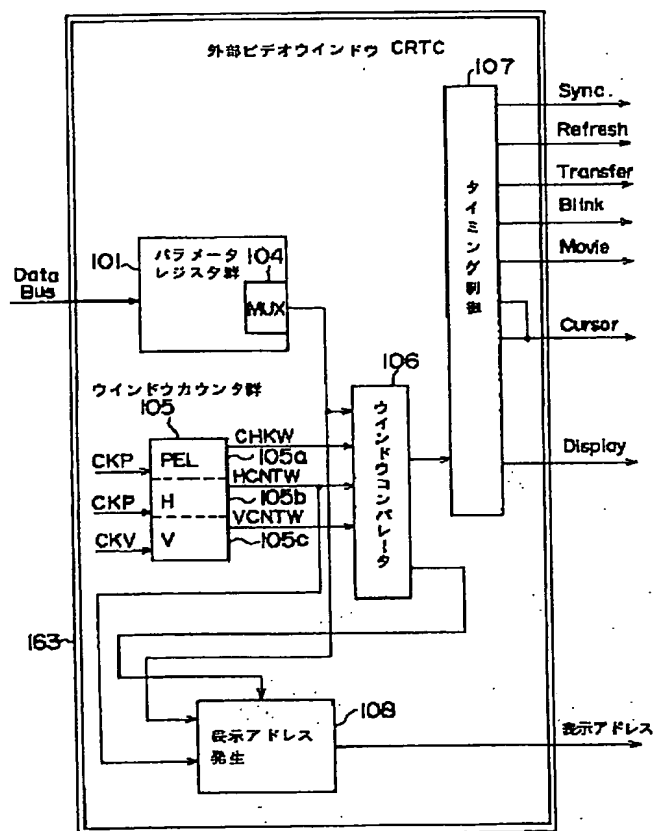 外部ビデオウインドウ CRTC
107
Sync.
Refresh
Transfer
Blink
Movie
Cursor
Display
タイミング制御
101
パラメータ
レジスタ群
104
MUX
Data
Bus
106
ウインドウコンパレータ
ウインドウカウンタ群
105
CHKW
CKP
PEL
105a
HCNTW
CKP
H
105b
VCNTW
CKV
V
105c
163
108
表示アドレス
発生
表示アドレス